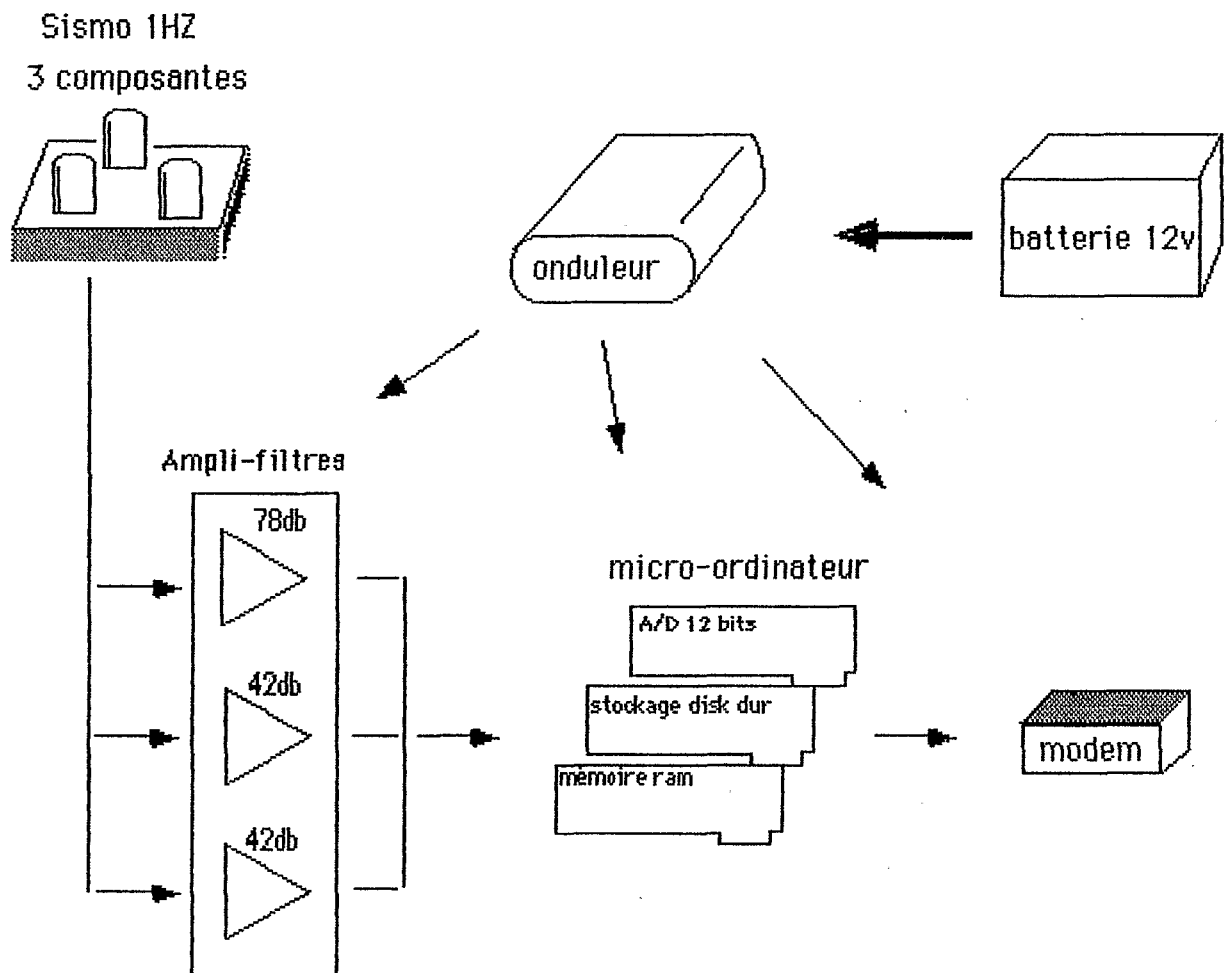 Sismo 1HZ
3 composantes
onduleur
batterie 12v
Ampli-filtres
78db
42db
42db
micro-ordinateur
A/D 12 bits
stockage disk dur
mémoire ram
modem